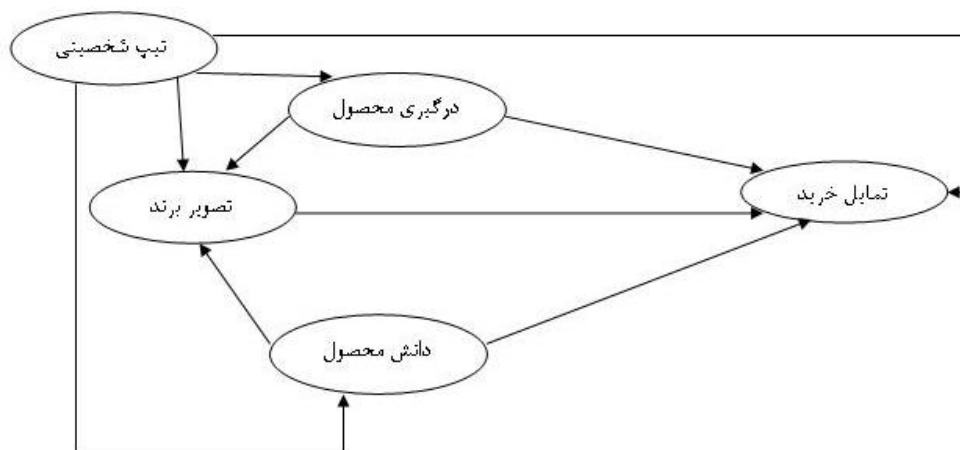 تیپ شخصیتی
درگیری محصول
تصویر برند
تمایل خرید
دانش محصول